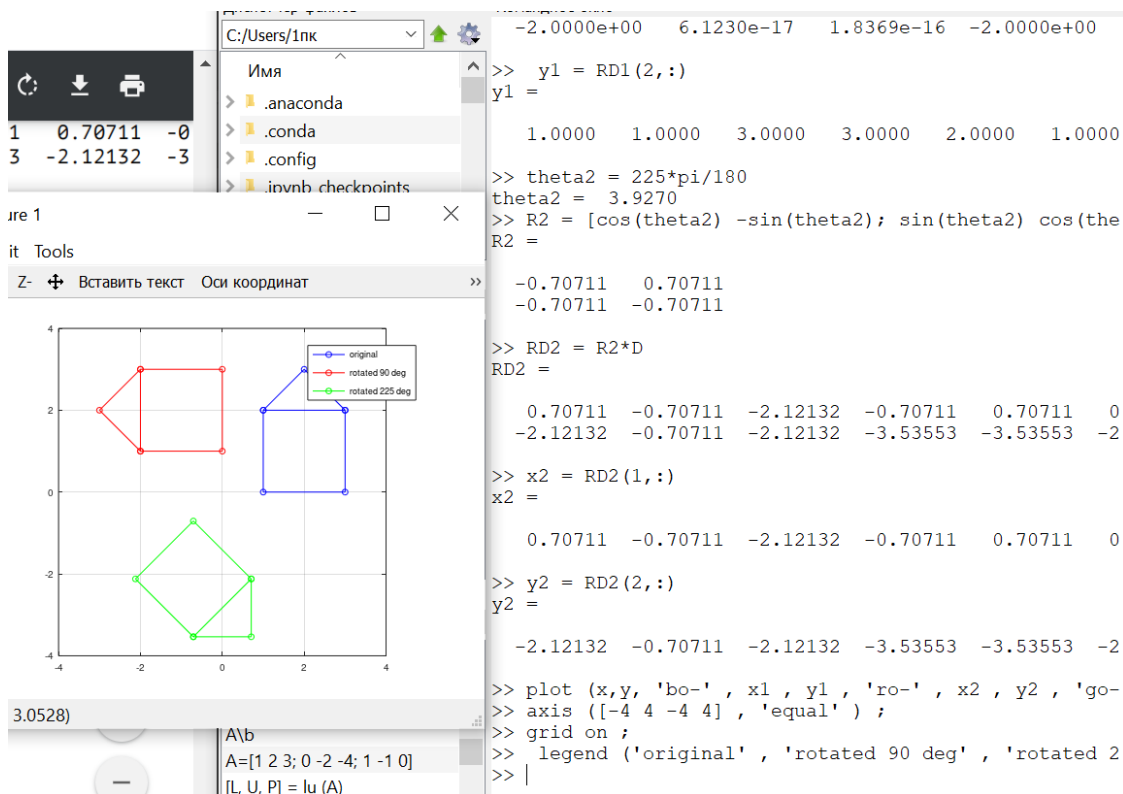 C:/Users/1пк
Имя
.anaconda
.conda
.config
.ipynb_checkpoints
1 0.70711 -0
3 -2.12132 -3
ure 1
it Tools
Z- Вставить текст Оси координат »
original
rotated 90 deg
rotated 225 deg
4
2
0
-2
-4
-4 -2 0 2 4
3.0528)
A\b
A=[1 2 3; 0 -2 -4; 1 -1 0]
[L, U, P] = lu (A)
-2.0000e+00 6.1230e-17 1.8369e-16 -2.0000e+00
>> y1 = RD1(2,:)
y1 =
1.0000 1.0000 3.0000 3.0000 2.0000 1.0000
>> theta2 = 225*pi/180
theta2 = 3.9270
>> R2 = [cos(theta2) -sin(theta2); sin(theta2) cos(the
R2 =
-0.70711 0.70711
-0.70711 -0.70711
>> RD2 = R2*D
RD2 =
0.70711 -0.70711 -2.12132 -0.70711 0.70711 0
-2.12132 -0.70711 -2.12132 -3.53553 -3.53553 -2
>> x2 = RD2(1,:)
x2 =
0.70711 -0.70711 -2.12132 -0.70711 0.70711 0
>> y2 = RD2(2,:)
y2 =
-2.12132 -0.70711 -2.12132 -3.53553 -3.53553 -2
>> plot (x,y, 'bo-' , x1 , y1 , 'ro-' , x2 , y2 , 'go-
>> axis ([-4 4 -4 4] , 'equal' ) ;
>> grid on ;
>> legend ('original' , 'rotated 90 deg' , 'rotated 2
>>